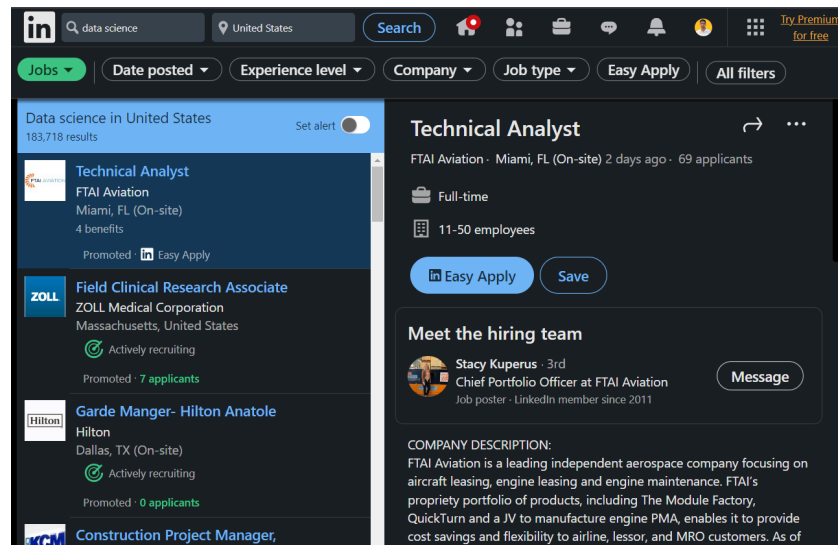 in
data science
United States
Search
Try Premium
for free
Jobs
Date posted
Experience level
Company
Job type
Easy Apply
All filters
Data science in United States
183,718 results
Set alert
FTAI AVIATION
Technical Analyst
FTAI Aviation
Miami, FL (On-site)
4 benefits
Promoted · in Easy Apply
ZOLL
Field Clinical Research Associate
ZOLL Medical Corporation
Massachusetts, United States
Actively recruiting
Promoted · 7 applicants
Hilton
Garde Manger- Hilton Anatole
Hilton
Dallas, TX (On-site)
Actively recruiting
Promoted · 0 applicants
KCM
Construction Project Manager,
Technical Analyst
FTAI Aviation · Miami, FL (On-site) 2 days ago · 69 applicants
Full-time
11-50 employees
in Easy Apply
Save
Meet the hiring team
Stacy Kuperus · 3rd
Chief Portfolio Officer at FTAI Aviation
Job poster · LinkedIn member since 2011
Message
COMPANY DESCRIPTION:
FTAI Aviation is a leading independent aerospace company focusing on
aircraft leasing, engine leasing and engine maintenance. FTAI's
propriety portfolio of products, including The Module Factory,
QuickTurn and a JV to manufacture engine PMA, enables it to provide
cost savings and flexibility to airline, lessor, and MRO customers. As of